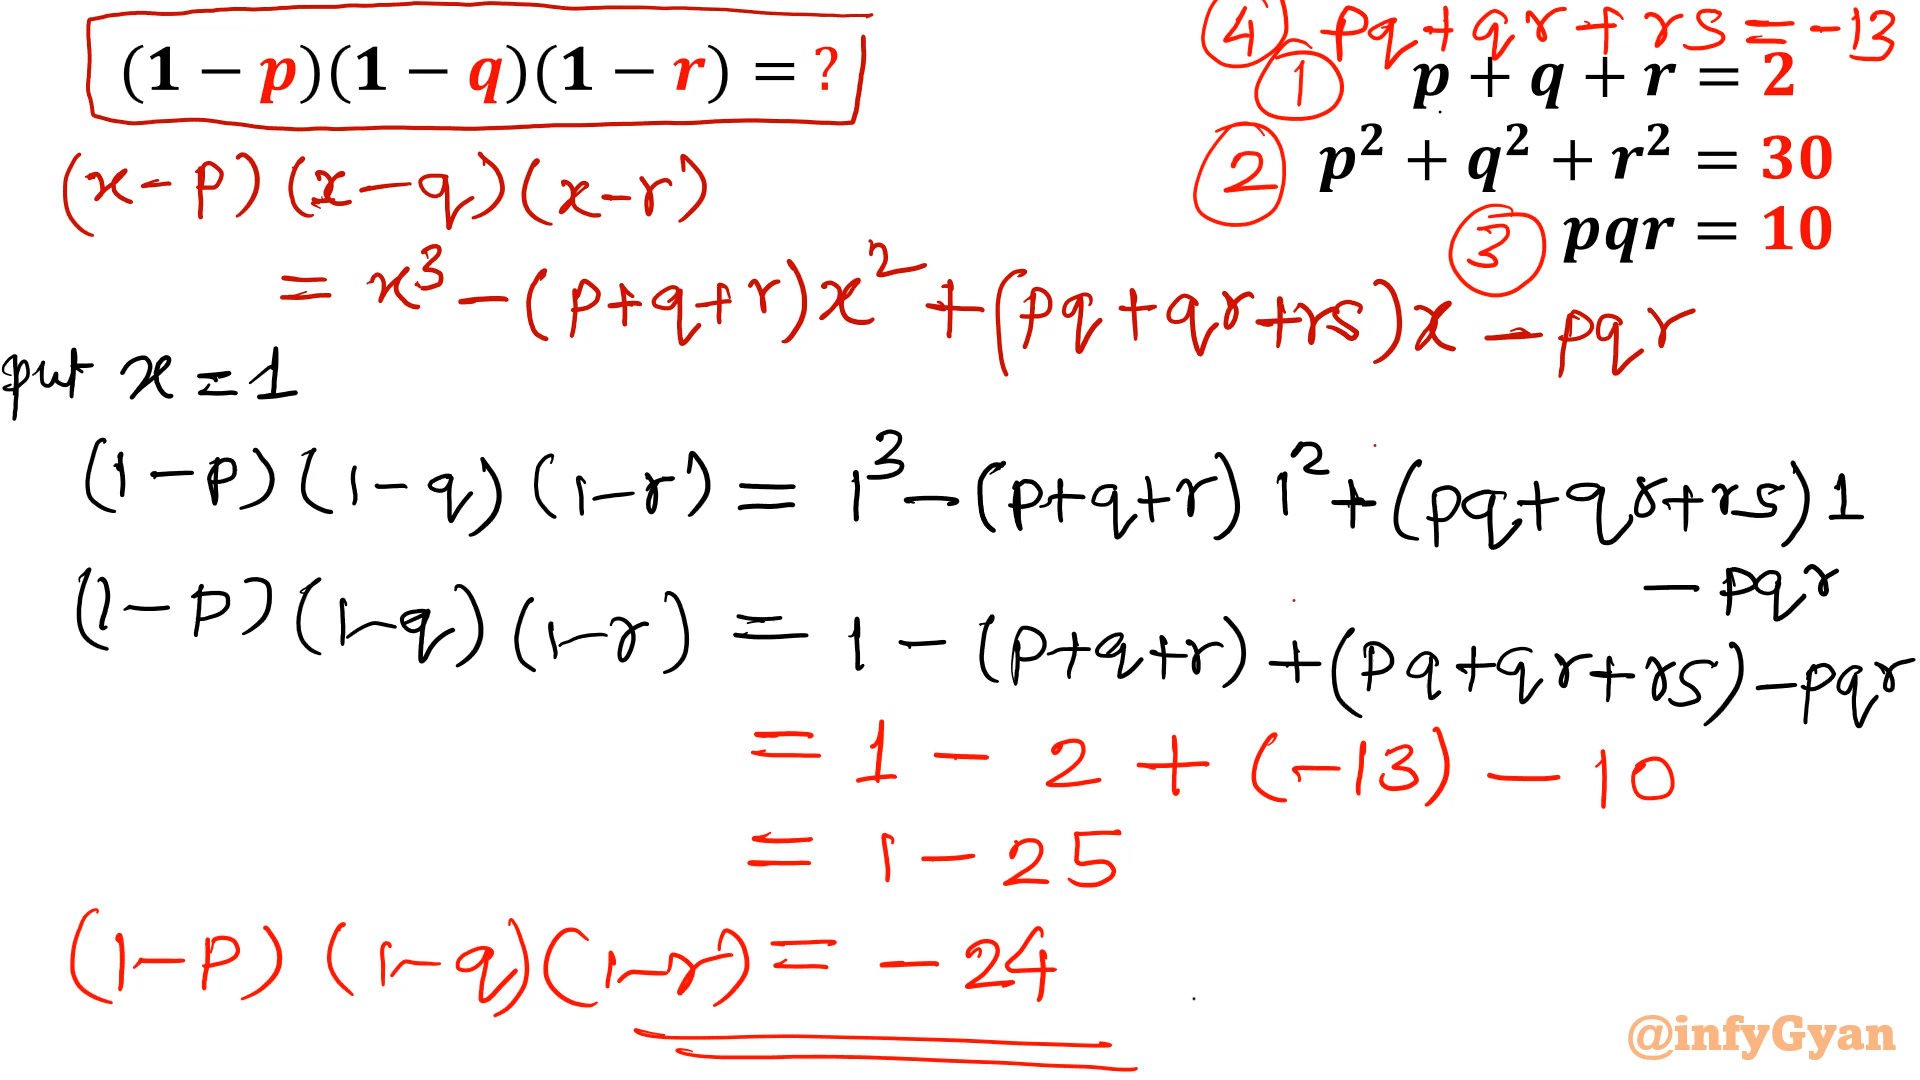 (1 − p)(1 − q)(1 − r) = ?
④ pq + qr + rs = -13
① p + q + r = 2
② p² + q² + r² = 30
③ pqr = 10
(x-p) (x-q) (x-r)
= x³ - (p+q+r)x² + (pq+qr+rs)x - pqr
put x = 1
(1-p) (1-q) (1-r) = 1³ - (p+q+r) 1² + (pq+qr+rs) 1
- pqr
(1-p) (1-q) (1-r) = 1 - (p+q+r) + (pq+qr+rs) - pqr
= 1 - 2 + (-13) - 10
= 1 - 25
(1-p) (1-q) (1-r) = - 24
@infyGyan